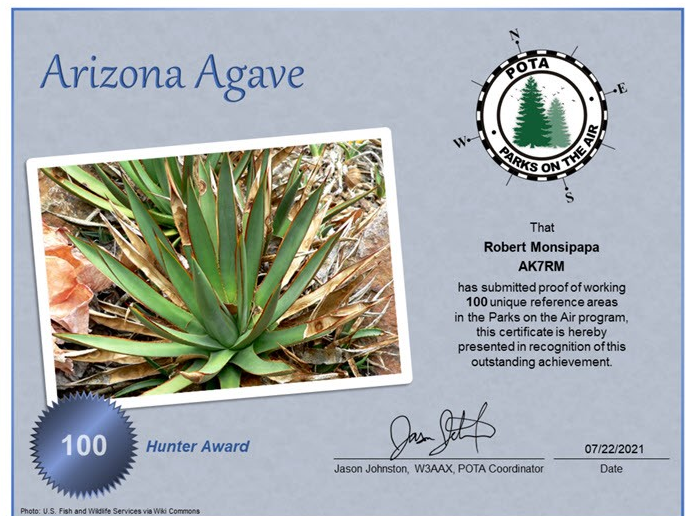 Arizona Agave
N
POTA
E
W
PARKS ON THE AIR
S
That
Robert Monsipapa
AK7RM
has submitted proof of working
100 unique reference areas
in the Parks on the Air program,
this certificate is hereby
presented in recognition of this
outstanding achievement.
100
Hunter Award
Jason Johnston, W3AAX, POTA Coordinator
07/22/2021
Date
Photo: U.S. Fish and Wildlife Services via Wiki Commons